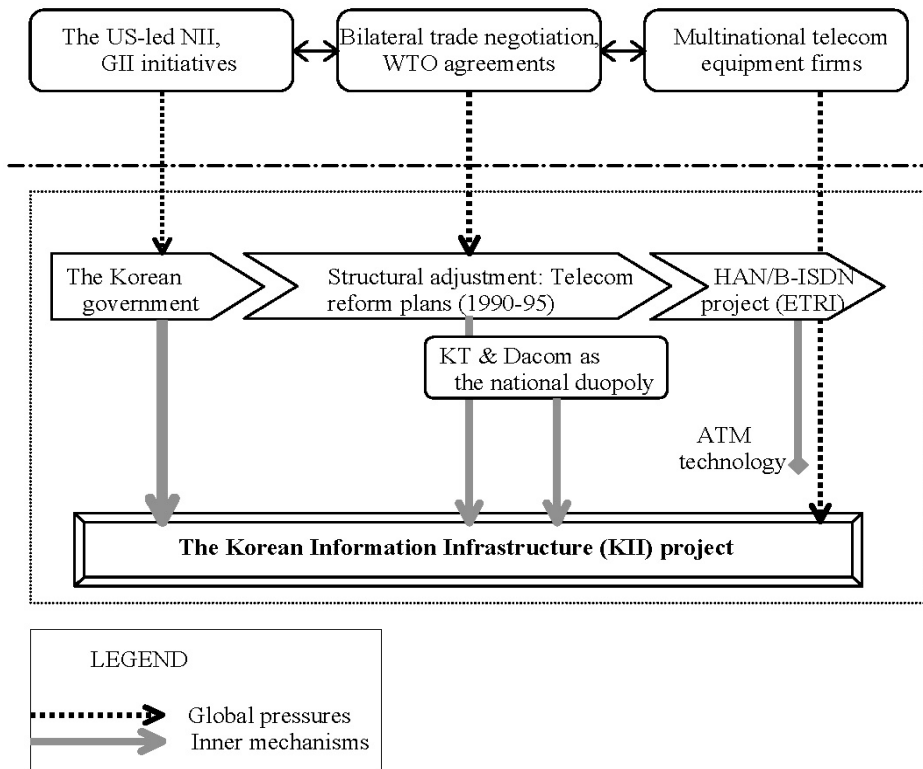 The US-led NII,
GII initiatives
Bilateral trade negotiation,
WTO agreements
Multinational telecom
equipment firms
The Korean
government
Structural adjustment: Telecom
reform plans (1990-95)
HAN/B-ISDN
project (ETRI)
KT & Dacom as
the national duopoly
ATM
technology
The Korean Information Infrastructure (KII) project
LEGEND
Global pressures
Inner mechanisms